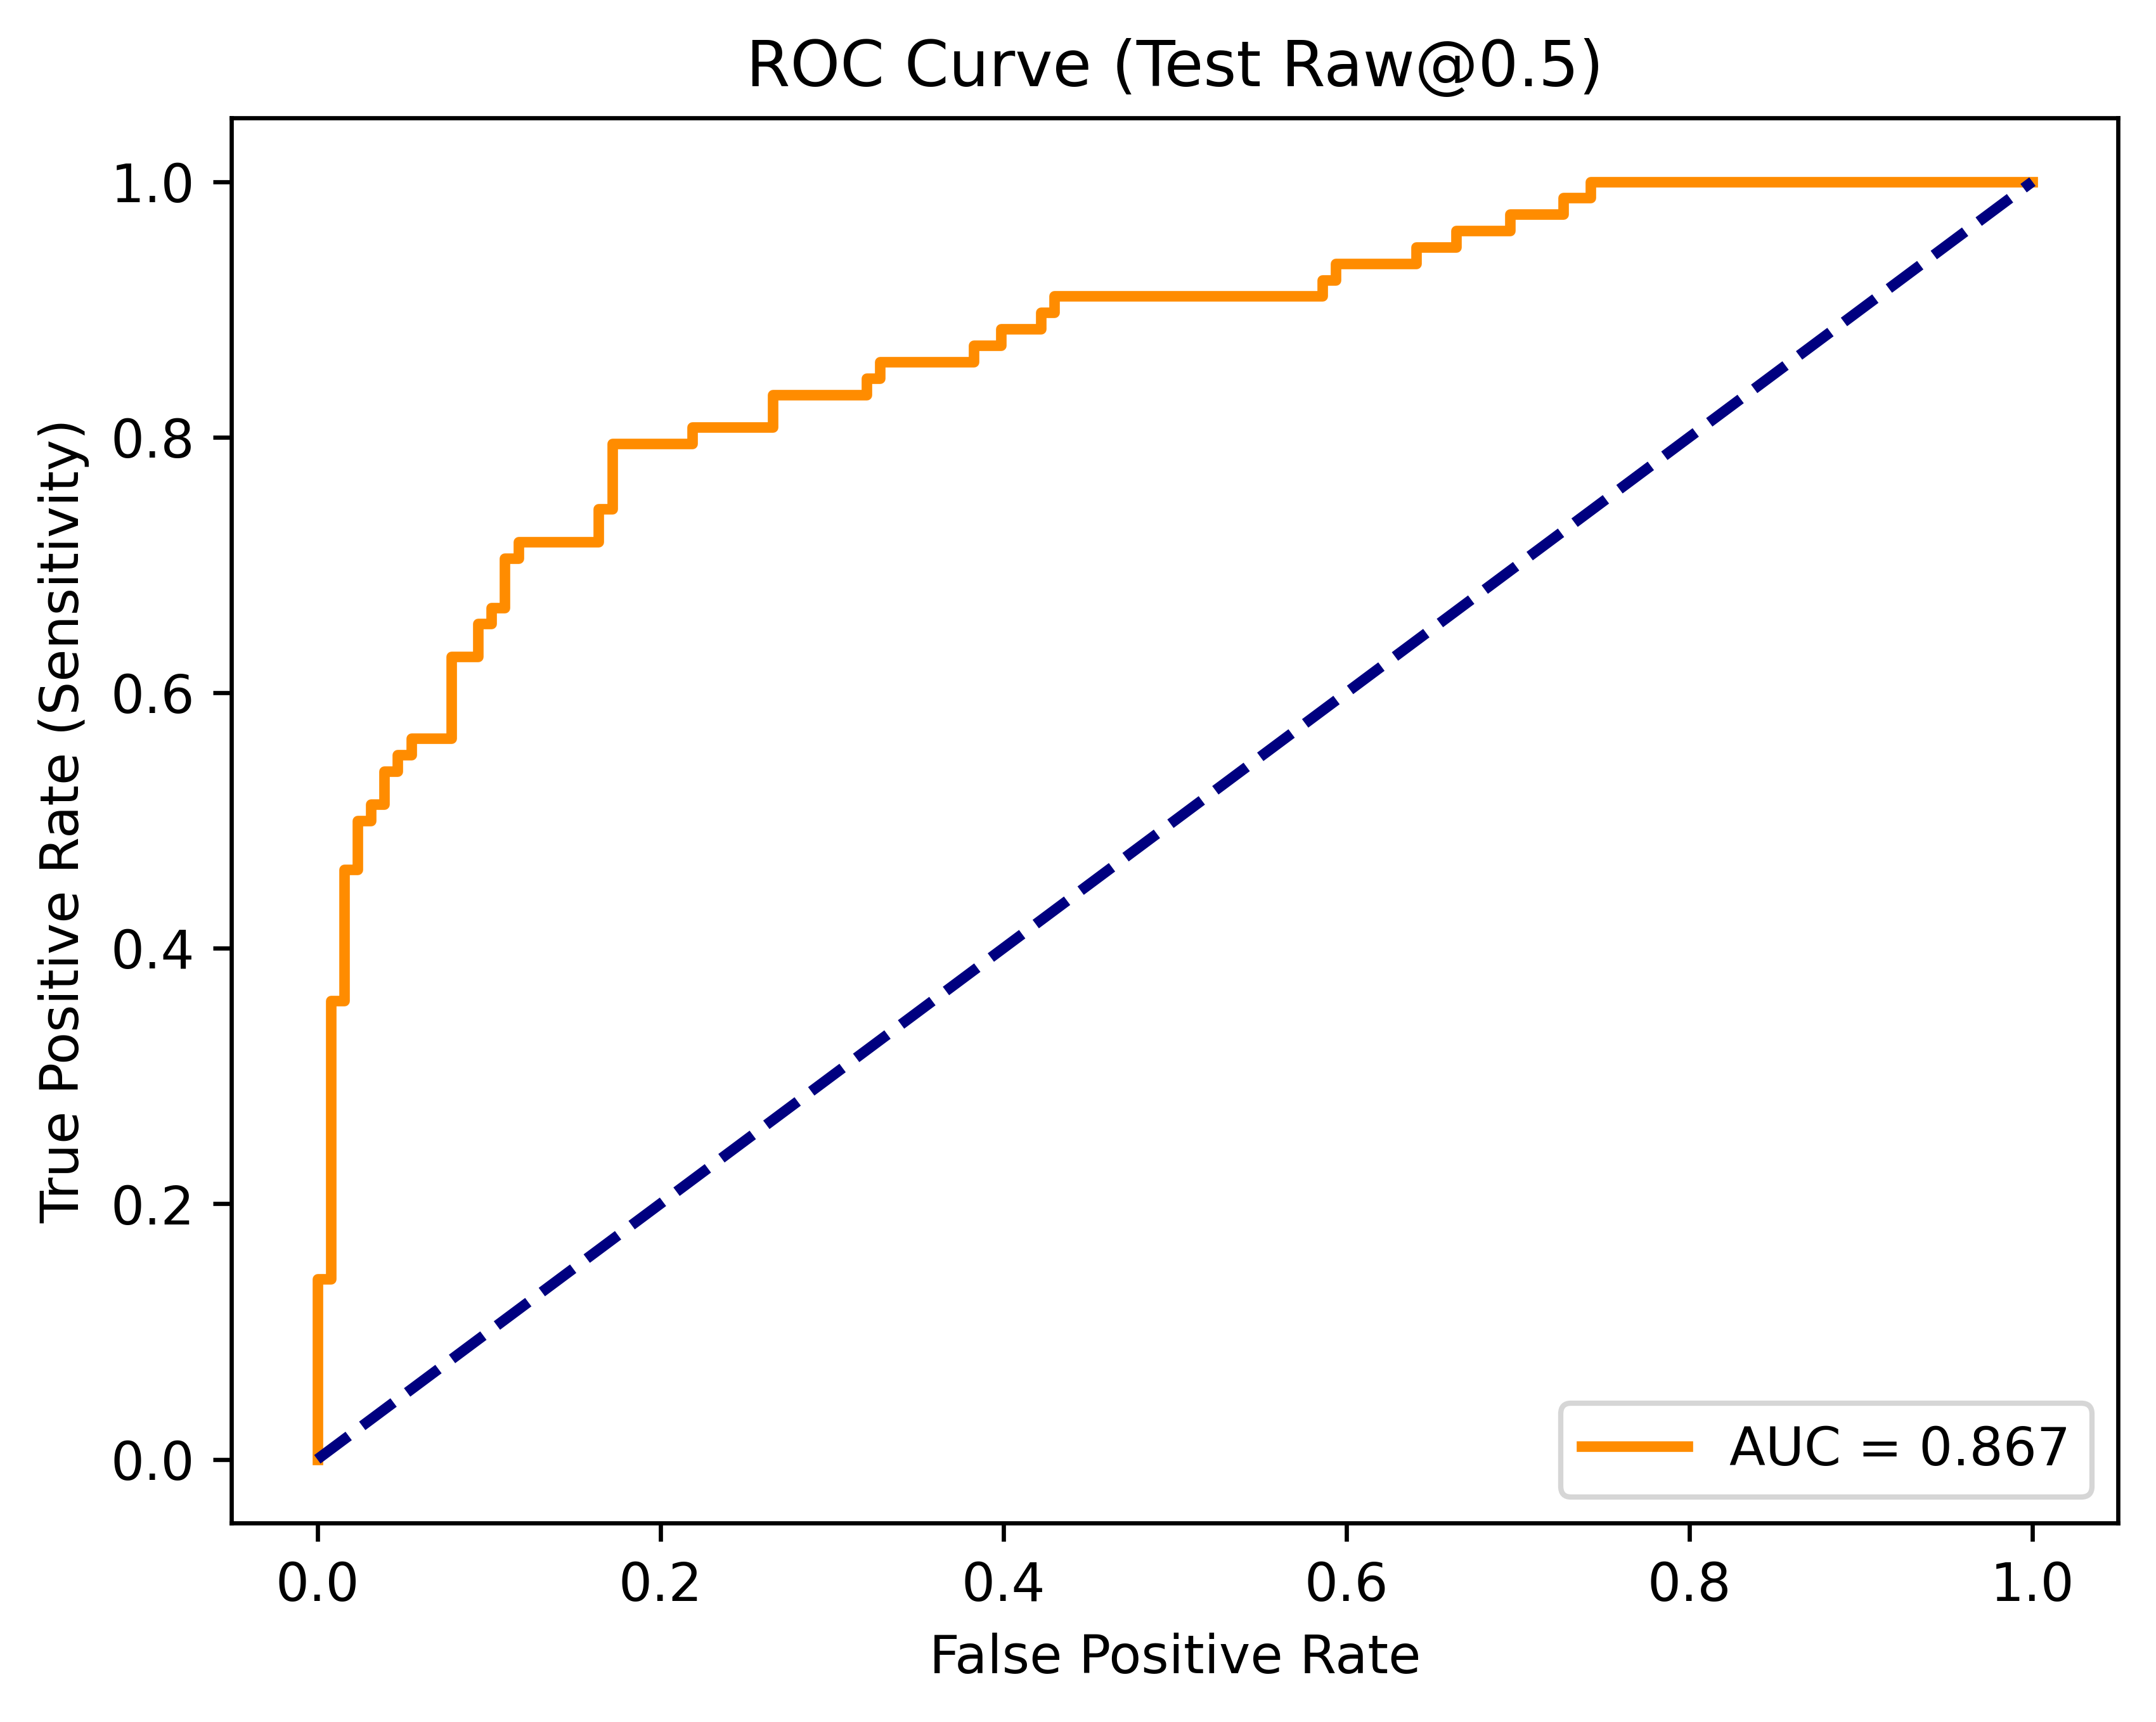 ROC Curve (Test Raw@0.5)
True Positive Rate (Sensitivity)
1.0
0.8
0.6
0.4
0.2
0.0
AUC = 0.867
0.0 0.2 0.4 0.6 0.8 1.0
False Positive Rate